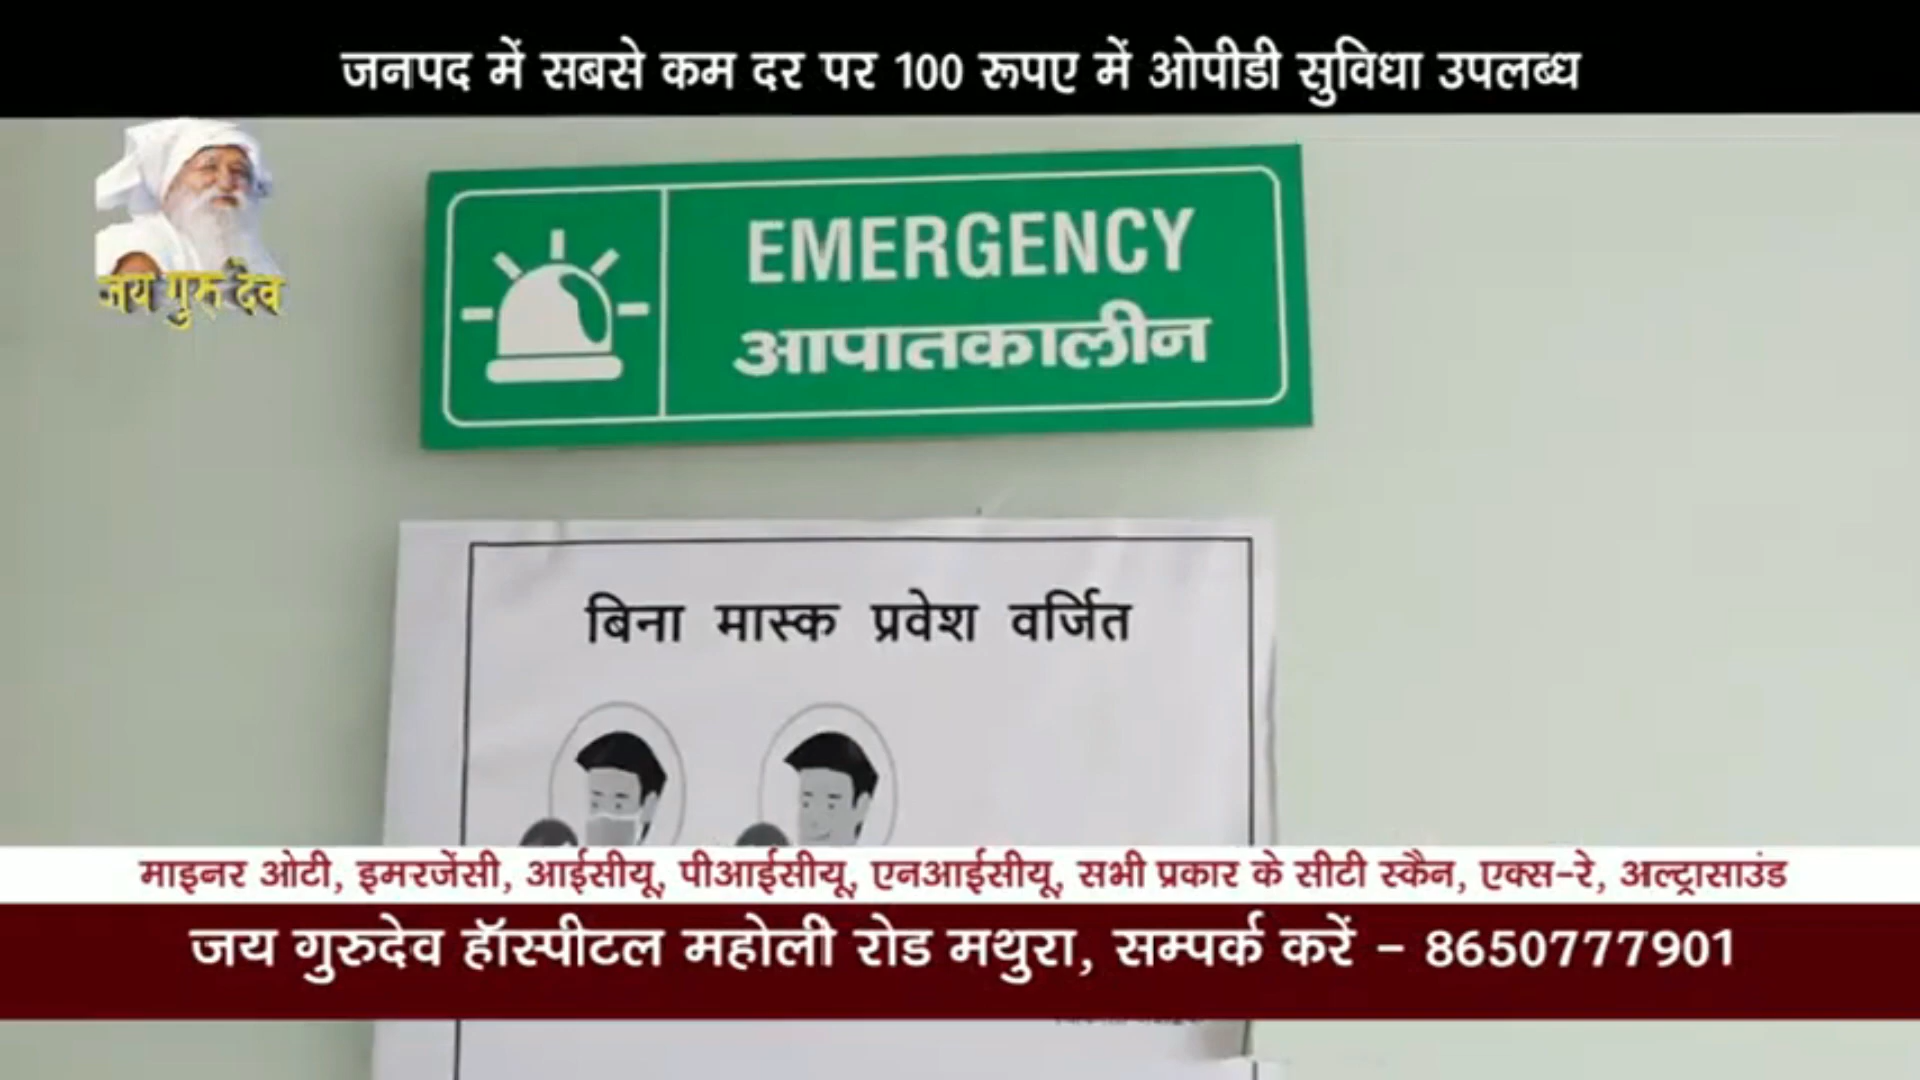 जनपद में सबसे कम दर पर 100 रूपए में ओपीडी सुविधा उपलब्ध
जय गुरु देव
EMERGENCY
आपातकालीन
बिना मास्क प्रवेश वर्जित
माइनर ओटी, इमरजेंसी, आईसीयू, पीआईसीयू, एनआईसीयू, सभी प्रकार के सीटी स्कैन, एक्स-रे, अल्ट्रासाउंड
जय गुरुदेव हॉस्पीटल महोली रोड मथुरा, सम्पर्क करें - 8650777901